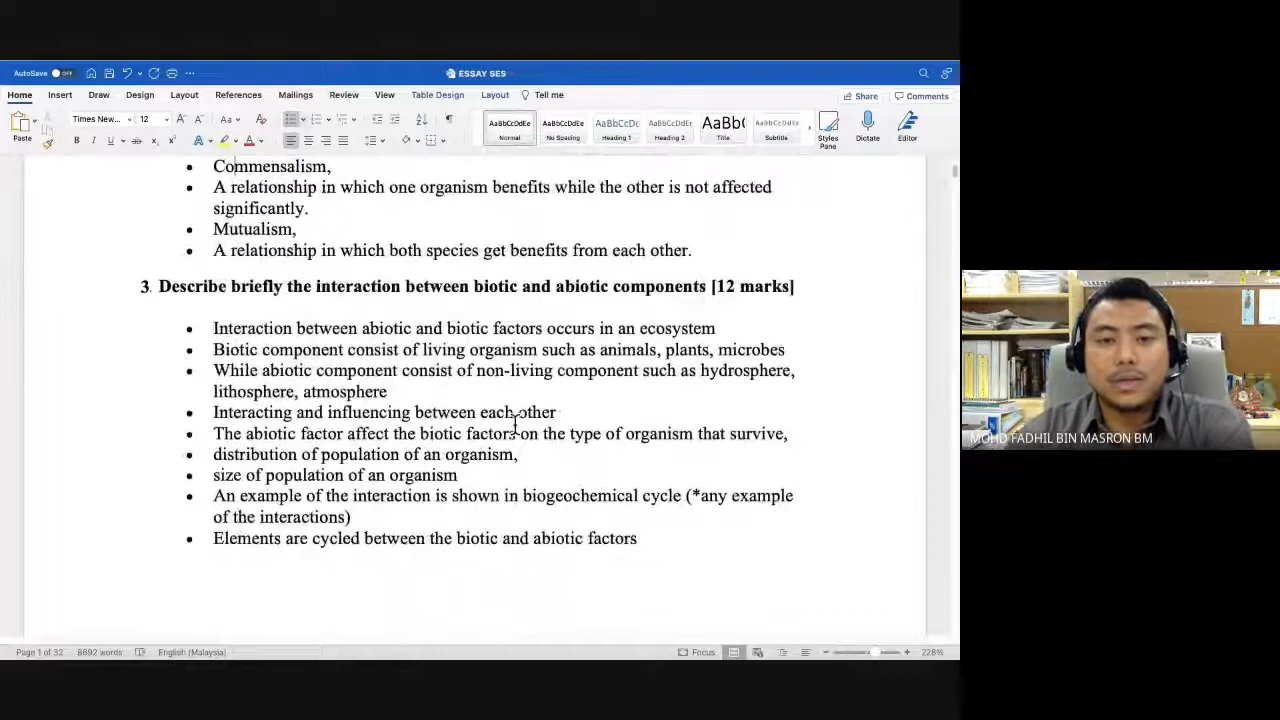 AutoSave OFF ESSAY SES
Home Insert Draw Design Layout References Mailings Review View Table Design Layout Tell me Share Comments
Paste Times New... 12 Aa AaBbCcDdEe AaBbCcDdEe AaBbCcDc AaBbCcDdEe AaBb( AaBbCcDdEe
Normal No Spacing Heading 1 Heading 2 Title Subtitle Styles Pane Dictate Editor
• Commensalism,
• A relationship in which one organism benefits while the other is not affected
significantly.
• Mutualism,
• A relationship in which both species get benefits from each other.
3. Describe briefly the interaction between biotic and abiotic components [12 marks]
• Interaction between abiotic and biotic factors occurs in an ecosystem
• Biotic component consist of living organism such as animals, plants, microbes
• While abiotic component consist of non-living component such as hydrosphere,
lithosphere, atmosphere
• Interacting and influencing between each other
• The abiotic factor affect the biotic factors on the type of organism that survive,
• distribution of population of an organism,
• size of population of an organism
• An example of the interaction is shown in biogeochemical cycle (*any example
of the interactions)
• Elements are cycled between the biotic and abiotic factors
MOHD FADHIL BIN MASRON BM
Page 1 of 32 8692 words English (Malaysia) Focus 228%